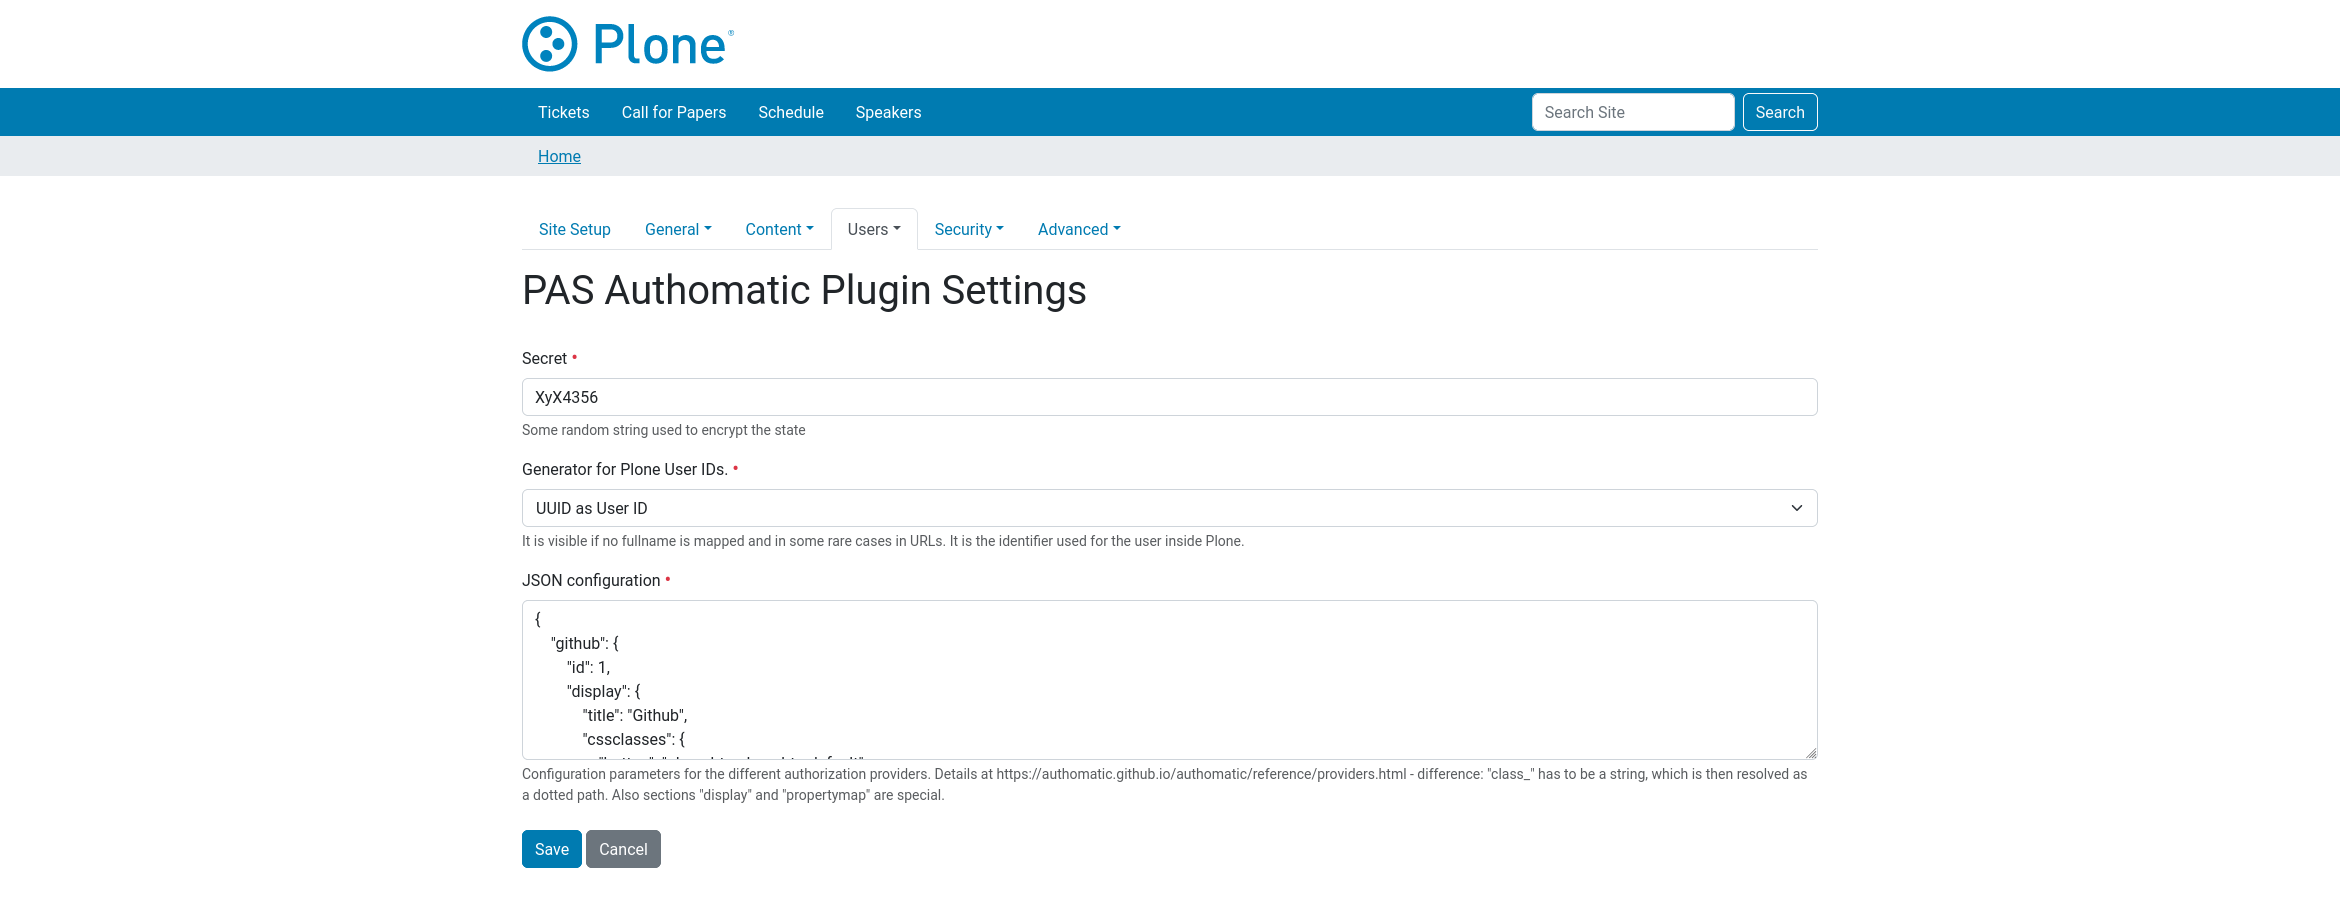 Plone®
Tickets Call for Papers Schedule Speakers Search Site Search
Home
Site Setup General Content Users Security Advanced
PAS Authomatic Plugin Settings
Secret •
XyX4356
Some random string used to encrypt the state
Generator for Plone User IDs. •
UUID as User ID
It is visible if no fullname is mapped and in some rare cases in URLs. It is the identifier used for the user inside Plone.
JSON configuration •
{
"github": {
"id": 1,
"display": {
"title": "Github",
"cssclasses": {
Configuration parameters for the different authorization providers. Details at https://authomatic.github.io/authomatic/reference/providers.html - difference: "class_" has to be a string, which is then resolved as
a dotted path. Also sections "display" and "propertymap" are special.
Save Cancel